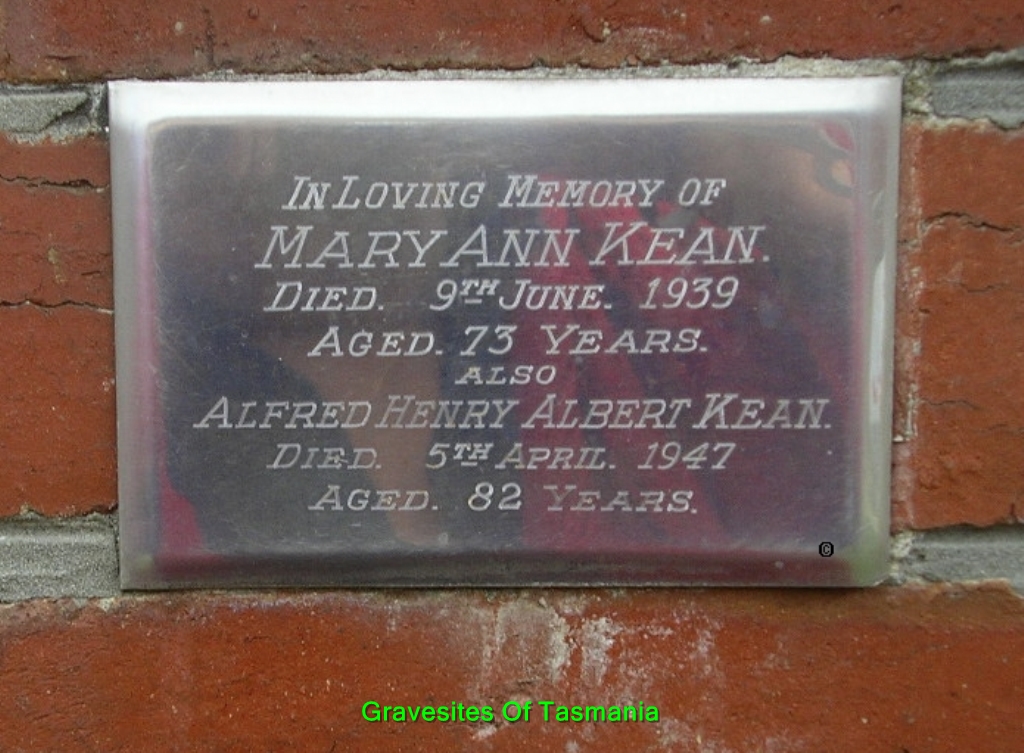 IN LOVING MEMORY OF
MARY ANN KEAN.
DIED. 9TH JUNE. 1939
AGED. 73 YEARS.
ALSO
ALFRED HENRY ALBERT KEAN.
DIED. 5TH APRIL. 1947
AGED. 82 YEARS.
©
Gravesites Of Tasmania